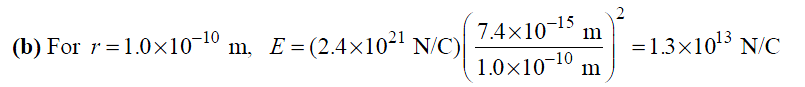 (b) For r = 1.0×10⁻¹⁰ m, E = (2.4×10²¹ N/C)(7.4×10⁻¹⁵ m / 1.0×10⁻¹⁰ m)² = 1.3×10¹³ N/C